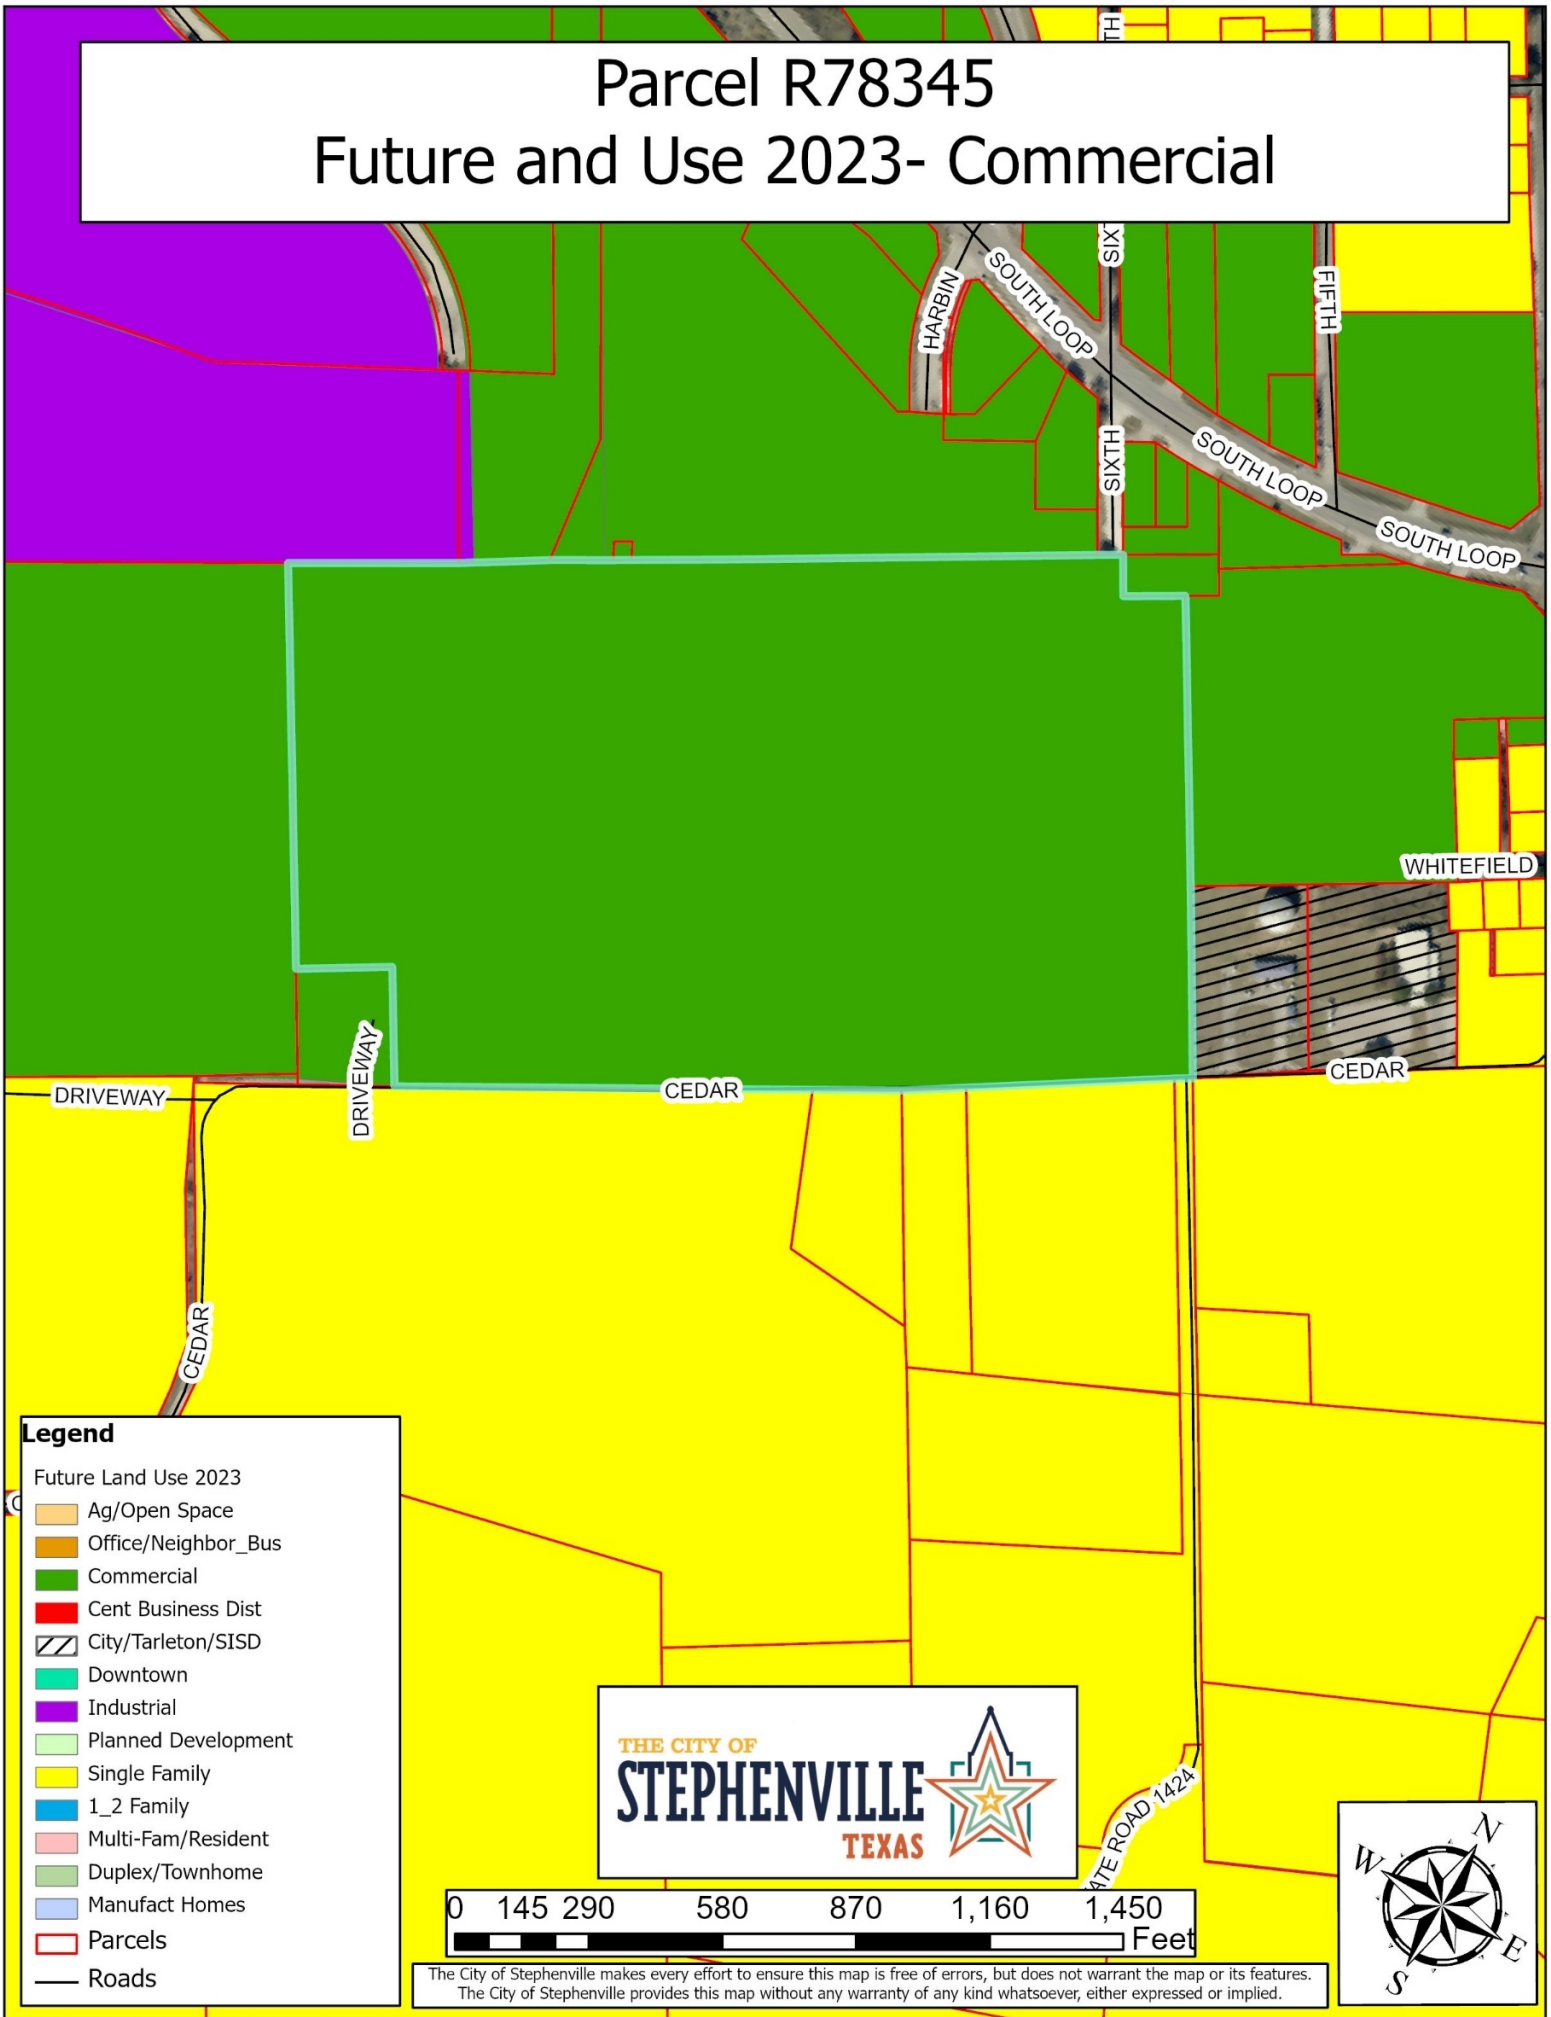 Parcel R78345
Future and Use 2023- Commercial
TH
SIXT
HARBIN
SOUTH LOOP
FIFTH
SIXTH
SOUTH LOOP
SOUTH LOOP
WHITEFIELD
CEDAR
DRIVEWAY
DRIVEWAY
CEDAR
CEDAR
Legend
Future Land Use 2023
Ag/Open Space
Office/Neighbor_Bus
Commercial
Cent Business Dist
City/Tarleton/SISD
Downtown
Industrial
Planned Development
Single Family
1_2 Family
Multi-Fam/Resident
Duplex/Townhome
Manufact Homes
Parcels
Roads
THE CITY OF
STEPHENVILLE
TEXAS
ATE ROAD 1424
N
W
E
S
0 145 290 580 870 1,160 1,450
Feet
The City of Stephenville makes every effort to ensure this map is free of errors, but does not warrant the map or its features.
The City of Stephenville provides this map without any warranty of any kind whatsoever, either expressed or implied.